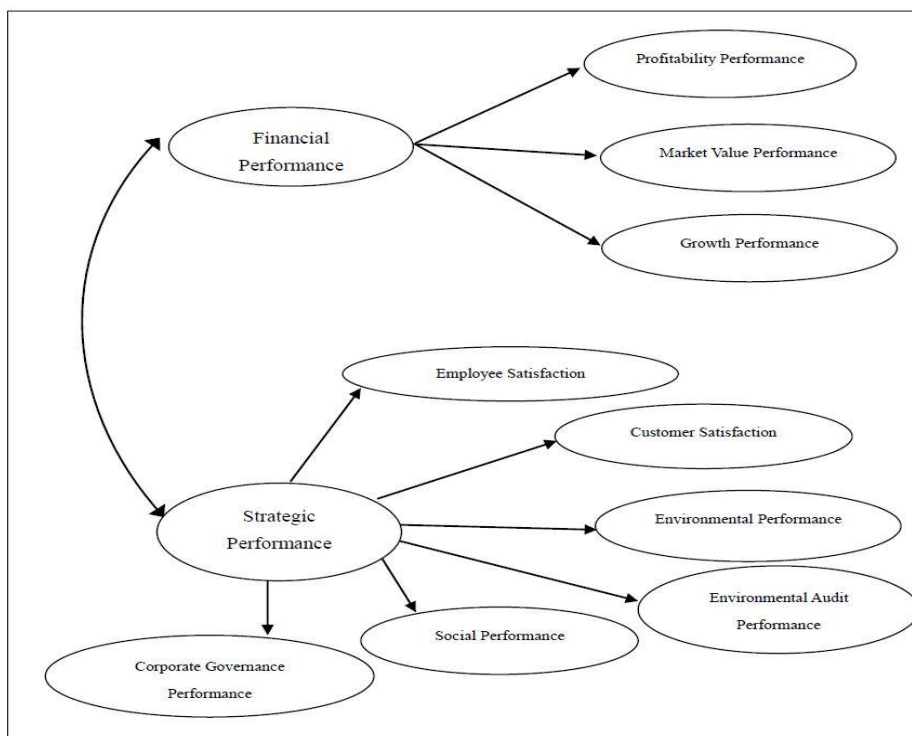 Profitability Performance
Financial
Performance
Market Value Performance
Growth Performance
Employee Satisfaction
Customer Satisfaction
Strategic
Performance
Environmental Performance
Environmental Audit
Performance
Social Performance
Corporate Governance
Performance